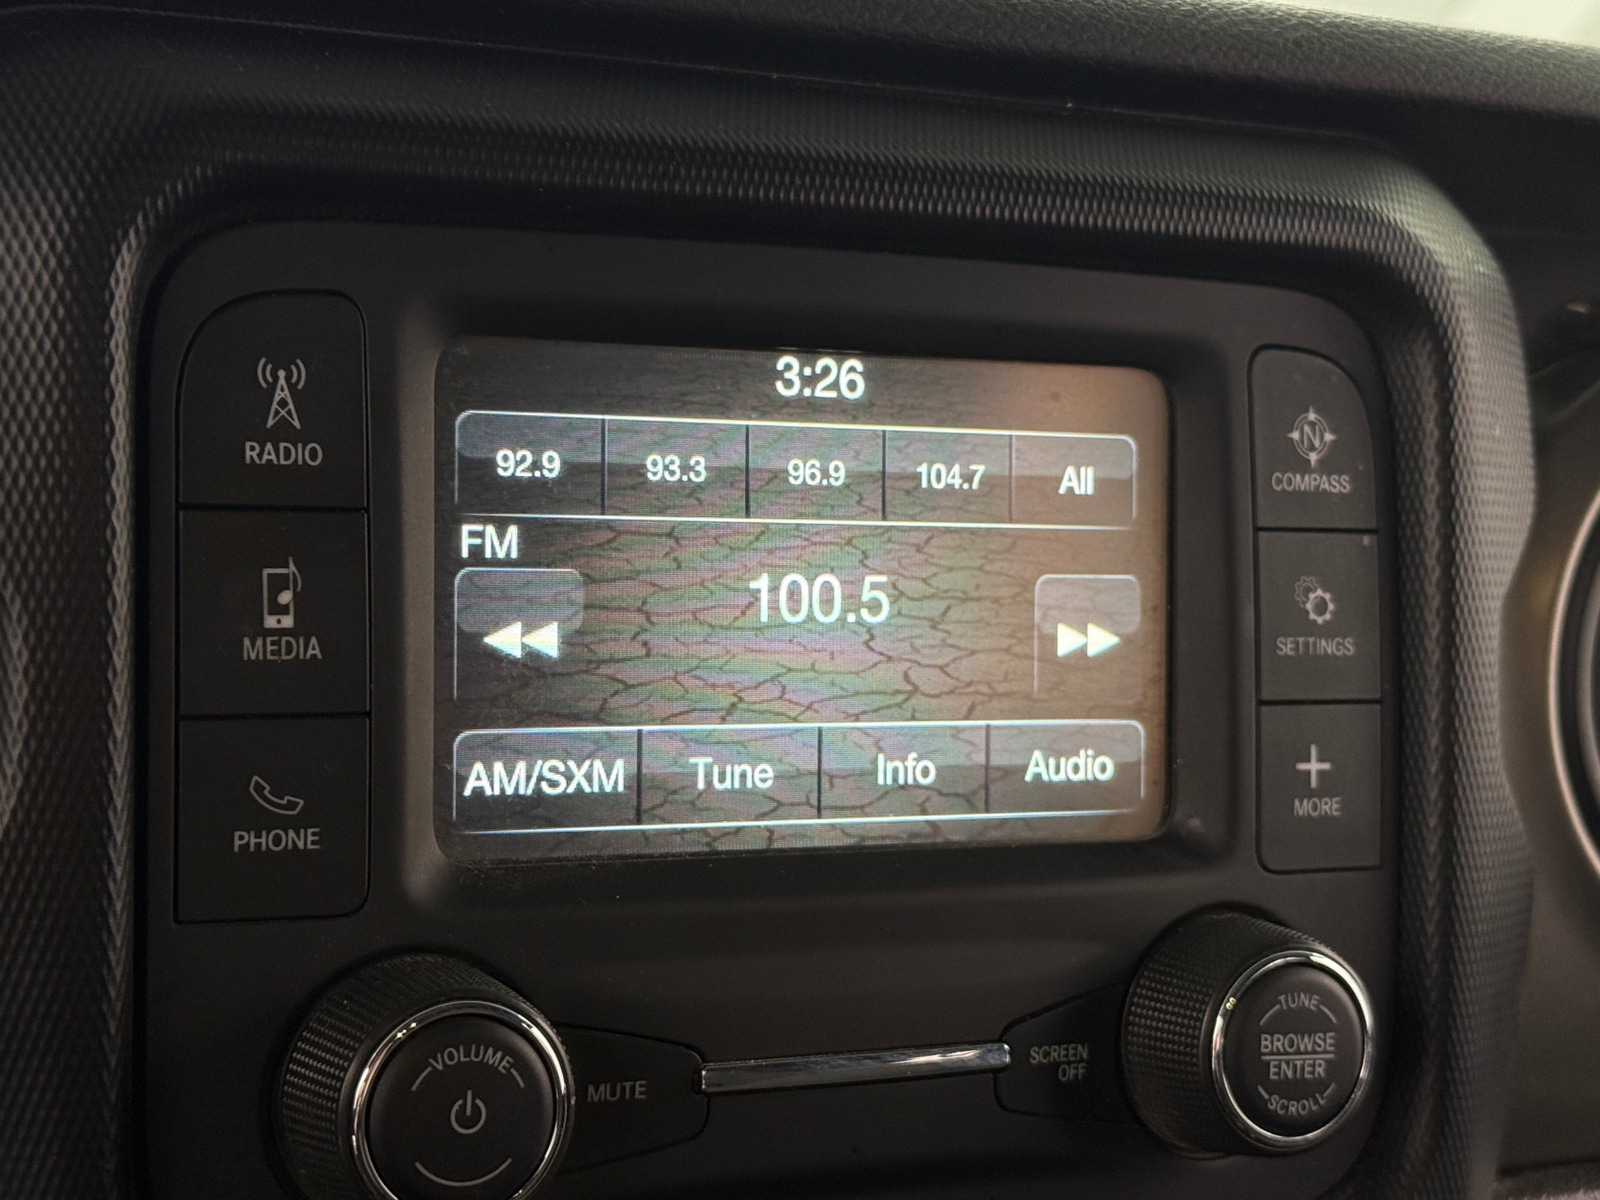 3:26
92.9 93.3 96.9 104.7 All
FM
100.5
AM/SXM Tune Info Audio
RADIO
MEDIA
PHONE
N
COMPASS
SETTINGS
MORE
VOLUME
MUTE
SCREEN
OFF
TUNE
BROWSE
ENTER
SCROLL